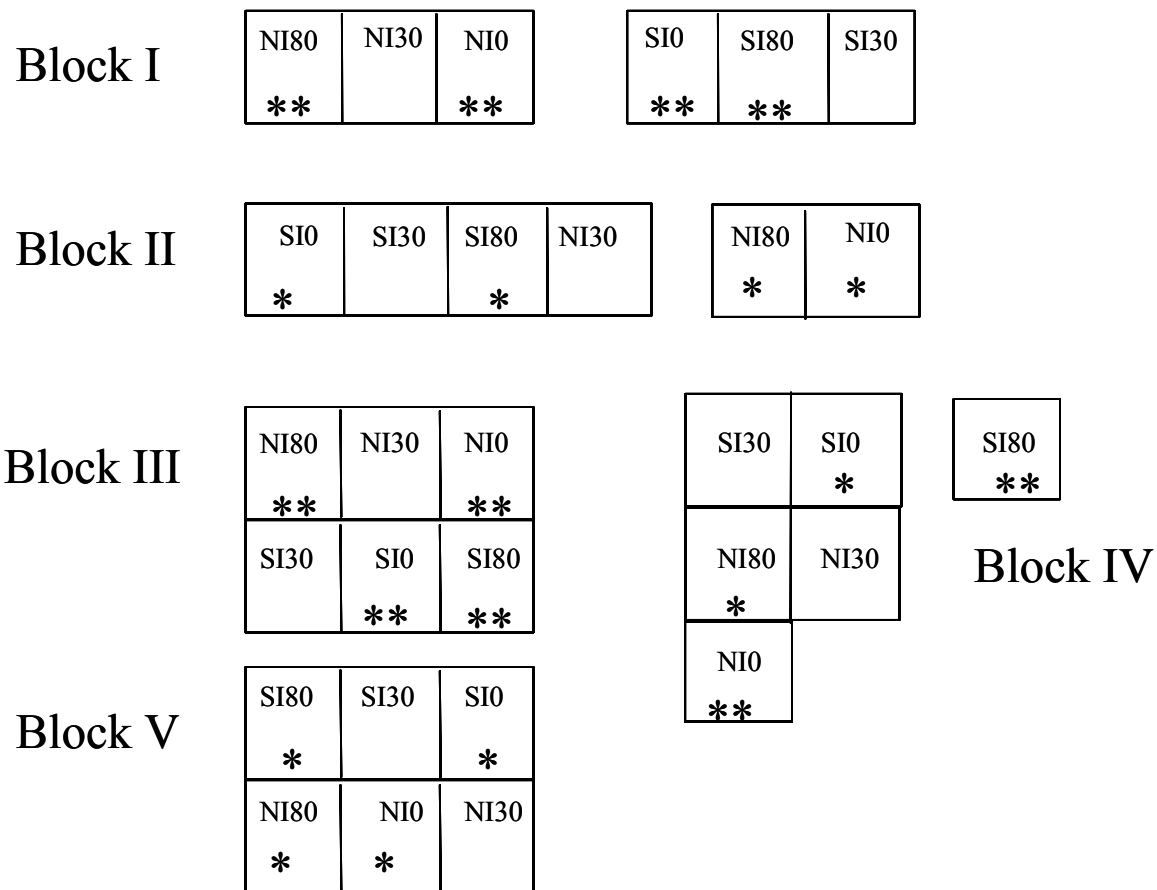 Block I
NI80 NI30 NI0 SI0 SI80 SI30
** ** ** **
Block II
SI0 SI30 SI80 NI30 NI80 NI0
* * * *
Block III
NI80 NI30 NI0
** **
SI30 SI0 SI80
** **
SI30 SI0 SI80
* **
NI80 NI30
*
Block IV
NI0
**
Block V
SI80 SI30 SI0
* *
NI80 NI0 NI30
* *